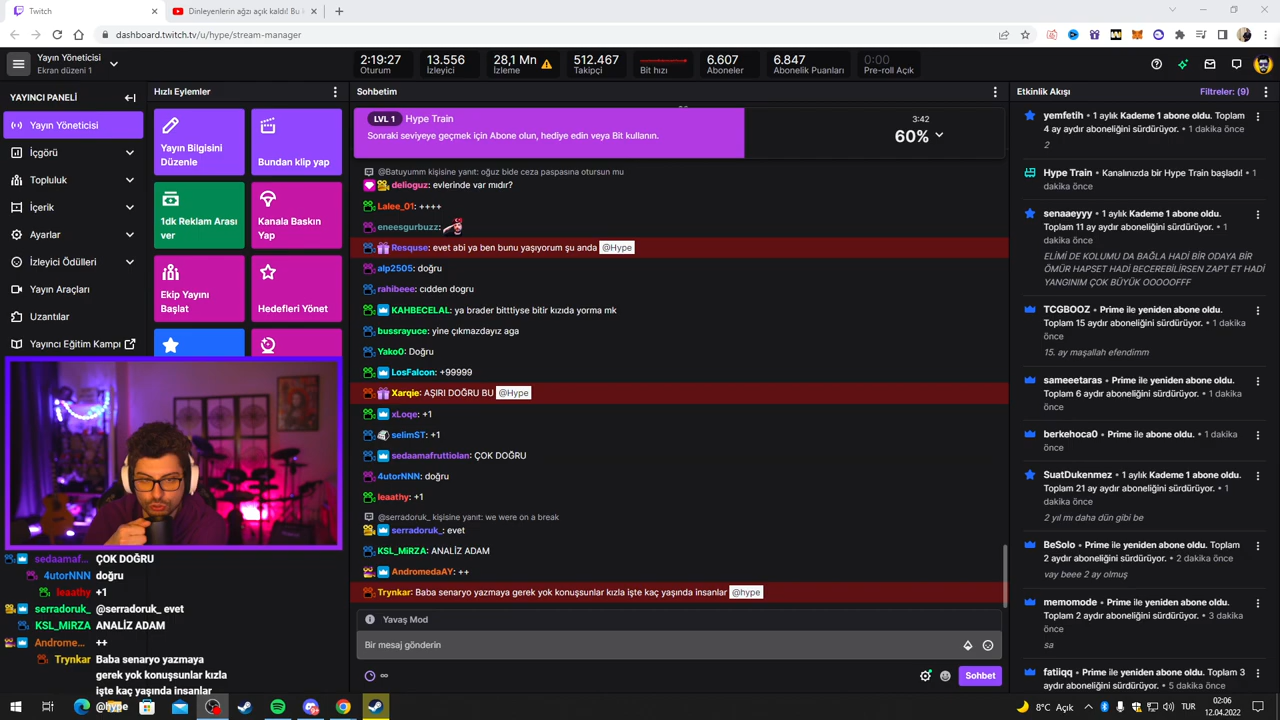 Twitch
Dinleyenlerin ağzı açık kaldı! Bu k
dashboard.twitch.tv/u/hype/stream-manager
Yayın Yöneticisi
Ekran düzeni 1
2:19:27
Oturum
13.556
İzleyici
28,1 Mn
İzleme
512.467
Takipçi
Bit hızı
6.607
Aboneler
6.847
Abonelik Puanları
0:00
Pre-roll Açık
YAYINCI PANELİ
Yayın Yöneticisi
İçgörü
Topluluk
İçerik
Ayarlar
İzleyici Ödülleri
Yayın Araçları
Uzantılar
Yayıncı Eğitim Kampı
Hızlı Eylemler
Yayın Bilgisini
Düzenle
Bundan klip yap
1dk Reklam Arası
ver
Kanala Baskın
Yap
Ekip Yayını
Başlat
Hedefleri Yönet
Sohbetim
LVL 1 Hype Train
Sonraki seviyeye geçmek için Abone olun, hediye edin veya Bit kullanın.
3:42
60%
@Batuyumm kişisine yanıt: oğuz bide ceza paspasına otursun mu
delioguz: evlerinde var mıdır?
Lalee_01: ++++
eneesgurbuzz:
Resquse: evet abi ya ben bunu yaşıyorum şu anda @Hype
alp2505: doğru
rahibeee: cıdden dogru
KAHBECELAL: ya brader bitttiyse bitir kızıda yorma mk
bussrayuce: yine çıkmazdayız aga
Yako0: Doğru
LosFalcon: +99999
Xarqie: AŞIRI DOĞRU BU @Hype
xLoqe: +1
selimST: +1
sedaamafruttiolan: ÇOK DOĞRU
4utorNNN: doğru
leaathy: +1
@serradoruk_ kişisine yanıt: we were on a break
serradoruk_: evet
KSL_MiRZA: ANALİZ ADAM
AndromedaAY: ++
Trynkar: Baba senaryo yazmaya gerek yok konuşsunlar kızla işte kaç yaşında insanlar @hype
Yavaş Mod
Bir mesaj gönderin
∞
Sohbet
Etkinlik Akışı
Filtreler: (9)
yemfetih • 1 aylık Kademe 1 abone oldu. Toplam
4 ay aydır aboneliğini sürdürüyor. • 1 dakika önce
2
Hype Train • Kanalınızda bir Hype Train başladı! • 1
dakika önce
senaaeyyy • 1 aylık Kademe 1 abone oldu.
Toplam 11 ay aydır aboneliğini sürdürüyor. • 1
dakika önce
ELİMİ DE KOLUMU DA BAĞLA HADİ BİR ODAYA BİR
ÖMÜR HAPSET HADİ BECEREBİLİRSEN ZAPT ET HADİ
YANGINIM ÇOK BÜYÜK OOOOOFFF
TCGBOOZ • Prime ile yeniden abone oldu.
Toplam 15 aydır aboneliğini sürdürüyor. • 1 dakika
önce
15. ay maşallah efendimm
sameeetaras • Prime ile yeniden abone oldu.
Toplam 6 aydır aboneliğini sürdürüyor. • 1 dakika
önce
berkehoca0 • Prime ile abone oldu. • 1 dakika
önce
SuatDukenmez • 1 aylık Kademe 1 abone oldu.
Toplam 21 ay aydır aboneliğini sürdürüyor. • 1
dakika önce
2 yıl mı daha dün gibi be
BeSolo • Prime ile yeniden abone oldu. Toplam
2 aydır aboneliğini sürdürüyor. • 2 dakika önce
vay beee 2 ay olmuş
memomode • Prime ile yeniden abone oldu.
Toplam 2 aydır aboneliğini sürdürüyor. • 3 dakika
önce
sa
fatiiqq • Prime ile yeniden abone oldu. Toplam 3
aydır aboneliğini sürdürüyor. • 5 dakika önce
sedaamaf... ÇOK DOĞRU
4utorNNN doğru
leaathy +1
serradoruk_ @serradoruk_ evet
KSL_MiRZA ANALİZ ADAM
Androme... ++
Trynkar Baba senaryo yazmaya
gerek yok konuşsunlar kızla
işte kaç yaşında insanlar
@hype
8°C Açık
TUR
02:06
12.04.2022